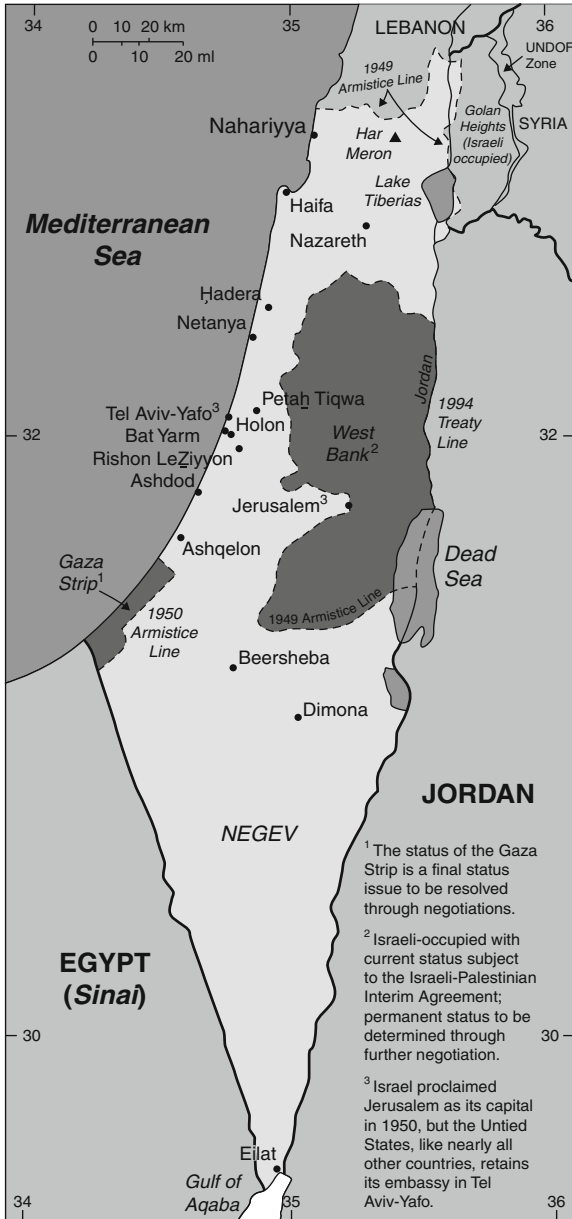 34
35
36
0 10 20 km
0 10 20 ml
LEBANON
UNDOF
Zone
1949
Armistice Line
Golan
Heights
(Israeli
occupied)
SYRIA
Nahariyya
Har
Meron
Lake
Tiberias
Haifa
Nazareth
Mediterranean
Sea
Ḥadera
Netanya
Petaẖ Tiqwa
Tel Aviv-Yafo³
Holon
Bat Yarm
Rishon LeẔiyyon
Ashdod
West
Bank²
Jordan
1994
Treaty
Line
32
32
Jerusalem³
Ashqelon
Dead
Sea
Gaza
Strip¹
1950
Armistice
Line
1949 Armistice Line
Beersheba
Dimona
NEGEV
JORDAN
EGYPT
(Sinai)
¹ The status of the Gaza
Strip is a final status
issue to be resolved
through negotiations.
² Israeli-occupied with
current status subject
to the Israeli-Palestinian
Interim Agreement;
permanent status to be
determined through
further negotiation.
30
30
³ Israel proclaimed
Jerusalem as its capital
in 1950, but the Untied
States, like nearly all
other countries, retains
its embassy in Tel
Aviv-Yafo.
Eilat
Gulf of
Aqaba
34
35
36